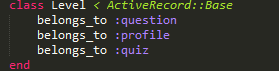 class Level < ActiveRecord::Base
    belongs_to :question
    belongs_to :profile
    belongs_to :quiz
end